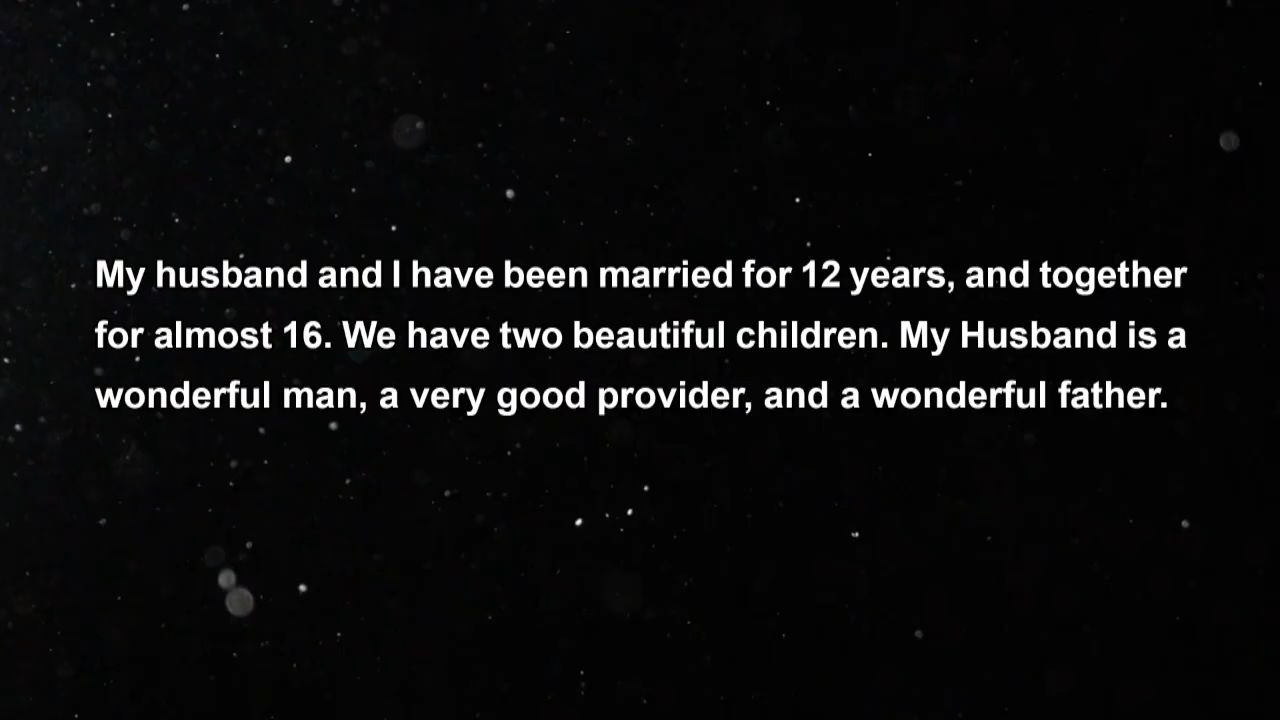 My husband and I have been married for 12 years, and together
for almost 16. We have two beautiful children. My Husband is a
wonderful man, a very good provider, and a wonderful father.